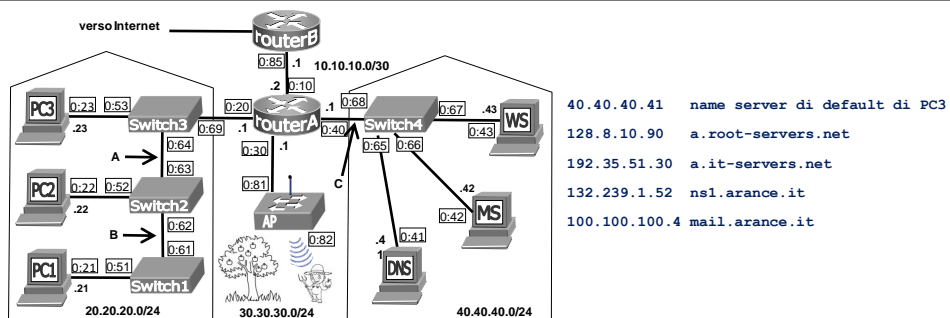 verso Internet
routerB
0:85
.1
10.10.10.0/30
.2
0:10
PC3
0:23
0:53
.23
Switch3
0:69
0:20
.1
routerA
.1
0:40
0:30
.1
0:68
Switch4
0:67
.43
0:43
WS
0:65
0:66
A
0:64
0:63
C
PC2
0:22
0:52
.22
Switch2
0:81
AP
0:82
.42
0:42
MS
B
0:62
0:61
.4
1
0:41
DNS
PC1
0:21
0:51
.21
Switch1
20.20.20.0/24
30.30.30.0/24
40.40.40.0/24
40.40.40.41 name server di default di PC3
128.8.10.90 a.root-servers.net
192.35.51.30 a.it-servers.net
132.239.1.52 ns1.arance.it
100.100.100.4 mail.arance.it